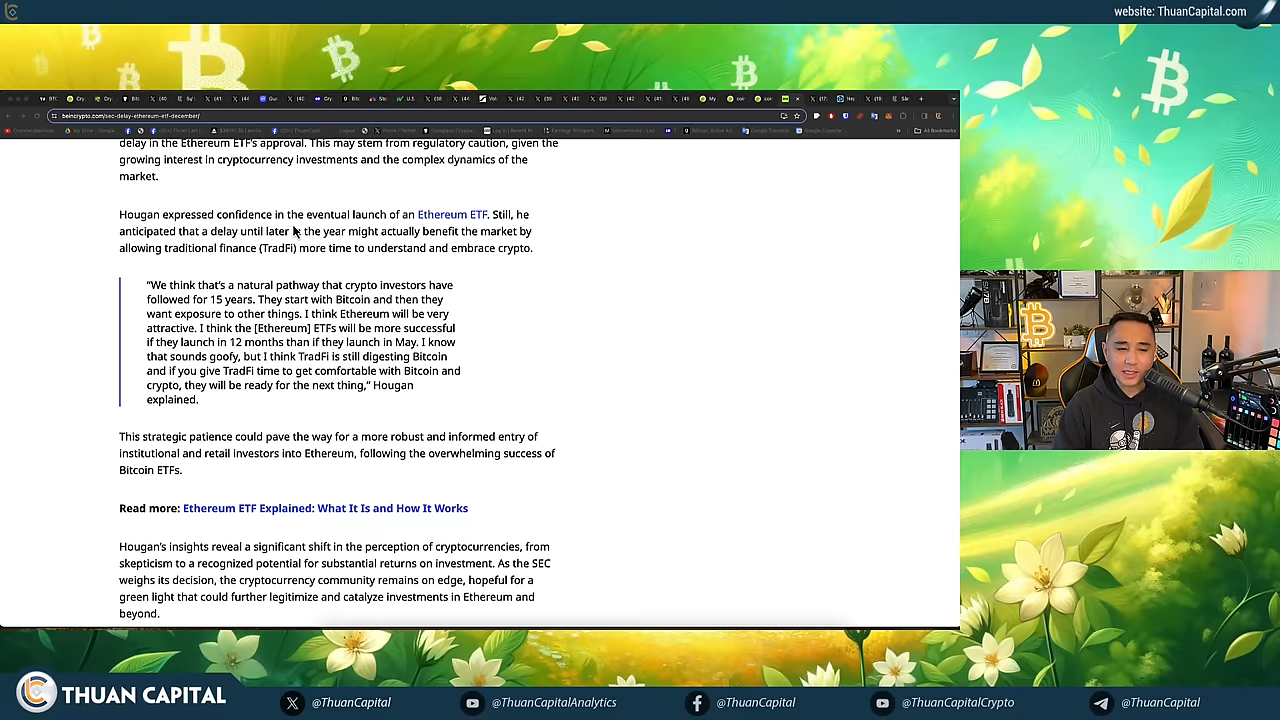 website: ThuanCapital.com
beincrypto.com/sec-delay-ethereum-etf-december/
All Bookmarks
delay in the Ethereum ETF's approval. This may stem from regulatory caution, given the
growing interest in cryptocurrency investments and the complex dynamics of the
market.
Hougan expressed confidence in the eventual launch of an Ethereum ETF. Still, he
anticipated that a delay until later in the year might actually benefit the market by
allowing traditional finance (TradFi) more time to understand and embrace crypto.
“We think that’s a natural pathway that crypto investors have
followed for 15 years. They start with Bitcoin and then they
want exposure to other things. I think Ethereum will be very
attractive. I think the [Ethereum] ETFs will be more successful
if they launch in 12 months than if they launch in May. I know
that sounds goofy, but I think TradFi is still digesting Bitcoin
and if you give TradFi time to get comfortable with Bitcoin and
crypto, they will be ready for the next thing,” Hougan
explained.
This strategic patience could pave the way for a more robust and informed entry of
institutional and retail investors into Ethereum, following the overwhelming success of
Bitcoin ETFs.
Read more: Ethereum ETF Explained: What It Is and How It Works
Hougan’s insights reveal a significant shift in the perception of cryptocurrencies, from
skepticism to a recognized potential for substantial returns on investment. As the SEC
weighs its decision, the cryptocurrency community remains on edge, hopeful for a
green light that could further legitimize and catalyze investments in Ethereum and
beyond.
THUAN CAPITAL
@ThuanCapital
@ThuanCapitalAnalytics
@ThuanCapital
@ThuanCapitalCrypto
@ThuanCapital